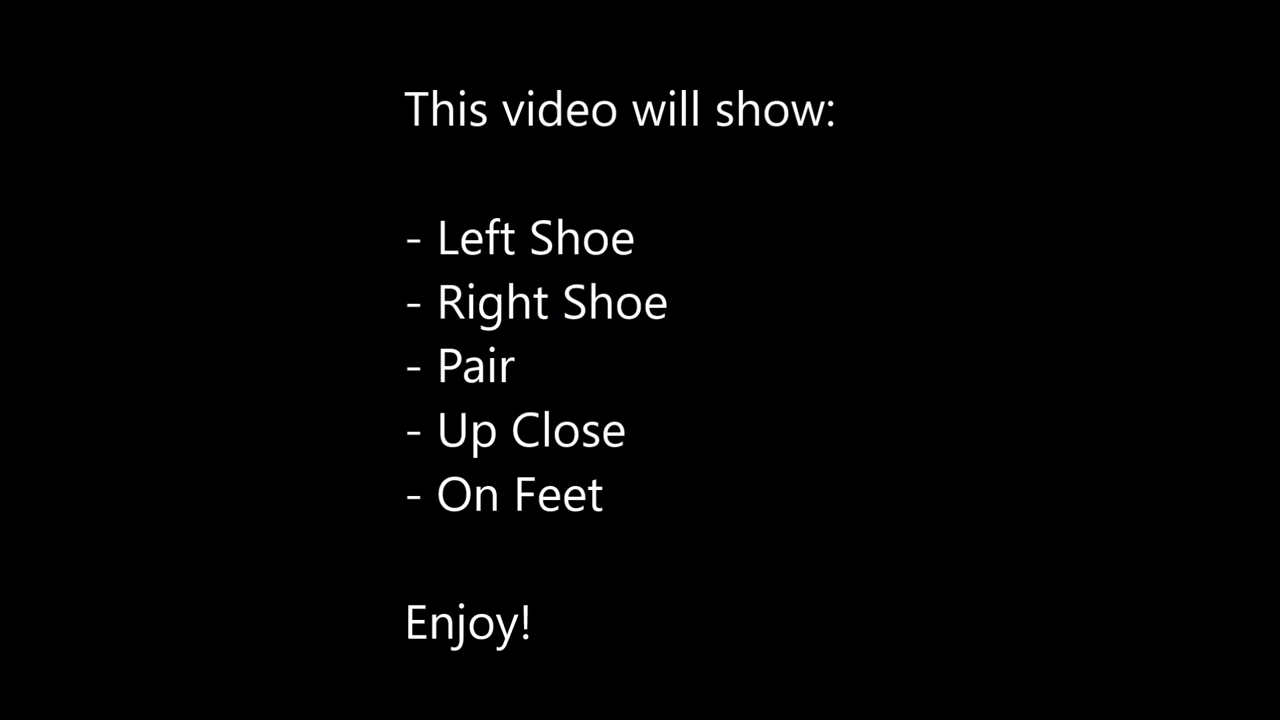 This video will show:
- Left Shoe
- Right Shoe
- Pair
- Up Close
- On Feet
Enjoy!